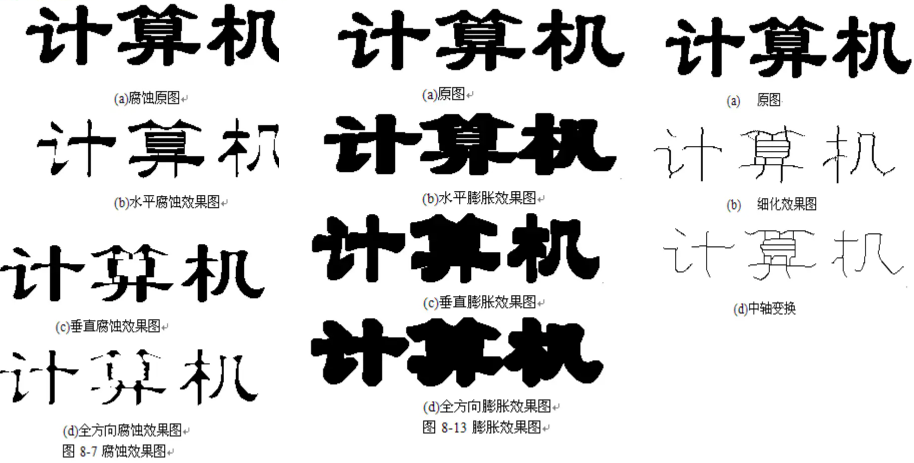 计算机
(a)腐蚀原图
计算机
(b)水平腐蚀效果图
计算机
(c)垂直腐蚀效果图
计算机
(d)全方向腐蚀效果图
图 8-7 腐蚀效果图
计算机
(a)原图
计算机
(b)水平膨胀效果图
计算机
(c)垂直膨胀效果图
计算机
(d)全方向膨胀效果图
图 8-13 膨胀效果图
计算机
(a) 原图
计算机
(b) 细化效果图
计算机
(d)中轴变换